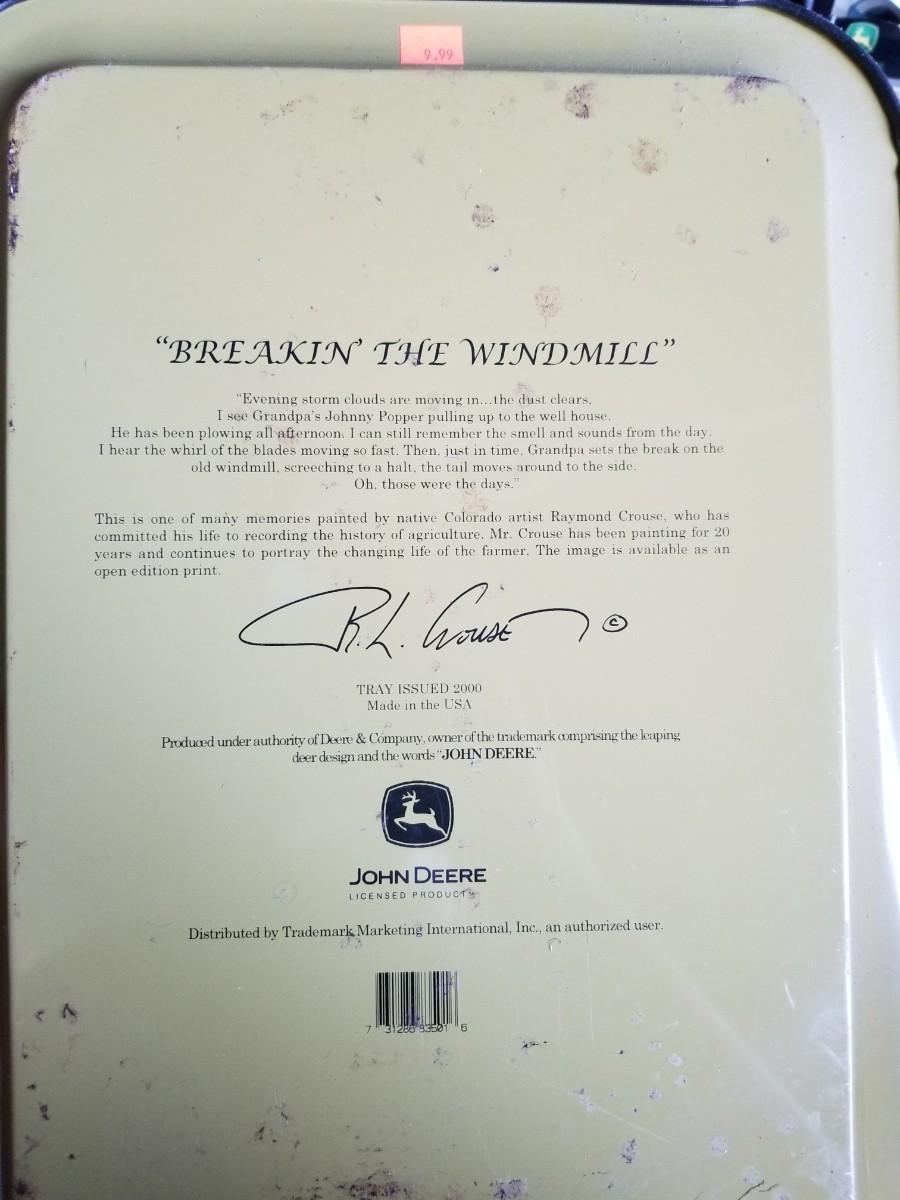 9.99
“BREAKIN’ THE WINDMILL”
“Evening storm clouds are moving in...the dust clears,
I see Grandpa’s Johnny Popper pulling up to the well house.
He has been plowing all afternoon. I can still remember the smell and sounds from the day.
I hear the whirl of the blades moving so fast. Then, just in time, Grandpa sets the break on the
old windmill, screeching to a halt, the tail moves around to the side.
Oh, those were the days.”
This is one of many memories painted by native Colorado artist Raymond Crouse, who has
committed his life to recording the history of agriculture. Mr. Crouse has been painting for 20
years and continues to portray the changing life of the farmer. The image is available as an
open edition print.
R.L. Crouse ©
TRAY ISSUED 2000
Made in the USA
Produced under authority of Deere & Company, owner of the trademark comprising the leaping
deer design and the words “JOHN DEERE.”
JOHN DEERE
LICENSED PRODUCT
Distributed by Trademark Marketing International, Inc., an authorized user.
7 31286 83501 6